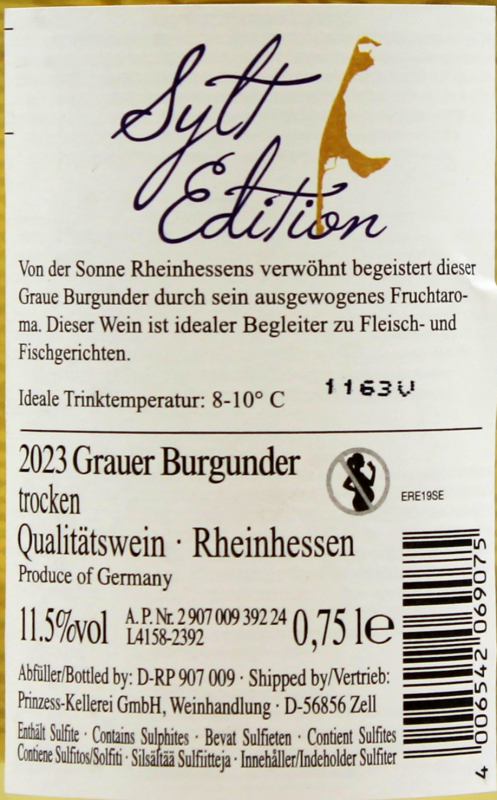 Sylt
Edition
Von der Sonne Rheinhessens verwöhnt begeistert dieser
Graue Burgunder durch sein ausgewogenes Fruchtaro-
ma. Dieser Wein ist idealer Begleiter zu Fleisch- und
Fischgerichten.
Ideale Trinktemperatur: 8-10° C
1163V
2023 Grauer Burgunder
trocken
ERE19SE
Qualitätswein · Rheinhessen
Produce of Germany
11.5%vol A. P. Nr. 2 907 009 392 24 0,75 l e
L4158-2392
Abfüller/Bottled by: D-RP 907 009 · Shipped by/Vertrieb:
Prinzess-Kellerei GmbH, Weinhandlung · D-56856 Zell
Enthält Sulfite · Contains Sulphites · Bevat Sulfieten · Contient Sulfites
Contiene Sulfitos/Solfiti · Silsältää Sulfiitteja · Innehåller/Indeholder Sulfiter
4 006542 069075